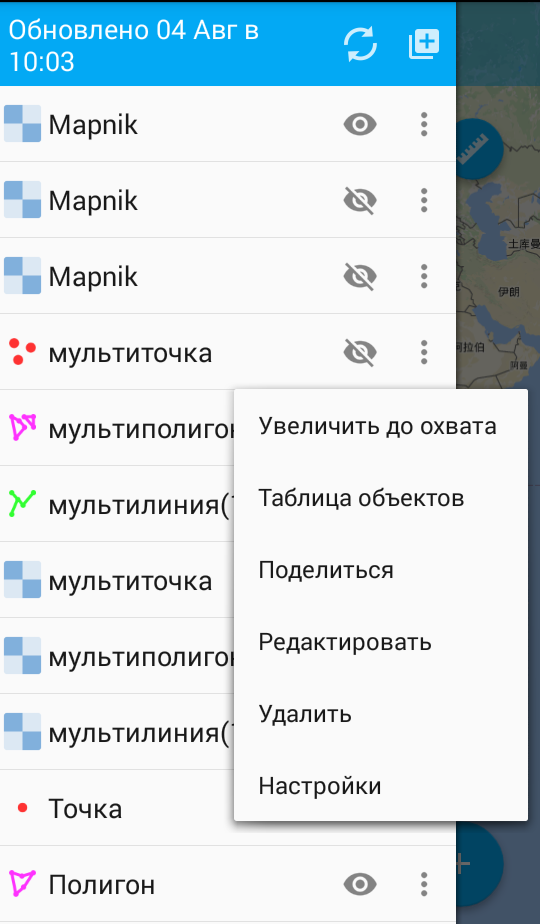 Обновлено 04 Авг в
10:03
Mapnik
Mapnik
Mapnik
土库曼
伊朗
мультиточка
阿拉伯
阿曼
мультиполигон
Увеличить до охвата
Таблица объектов
мультилиния(
Поделиться
мультиточка
Редактировать
мультиполигон
Удалить
мультилиния(
Настройки
Точка
Полигон